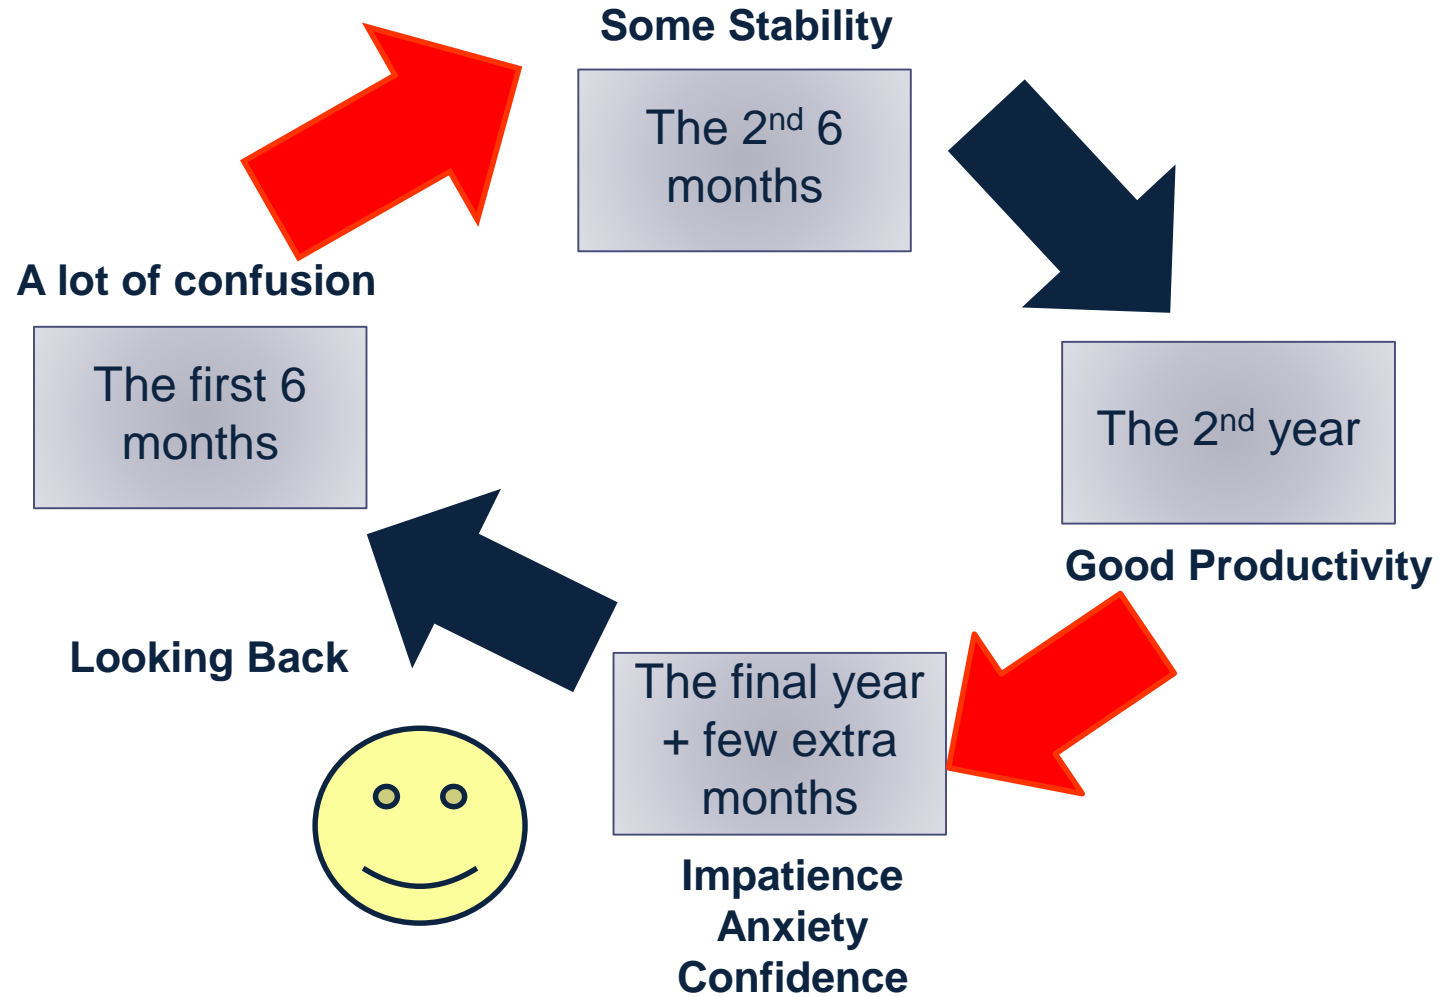 Some Stability
The 2nd 6
months
A lot of confusion
The first 6
months
The 2nd year
Good Productivity
Looking Back
The final year
+ few extra
months
Impatience
Anxiety
Confidence